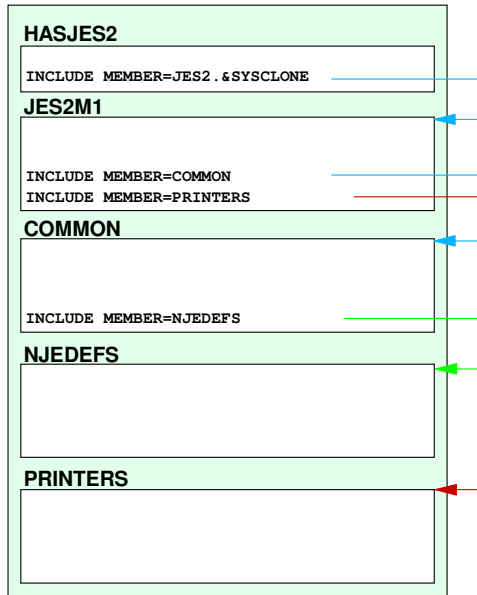 HASJES2
INCLUDE MEMBER=JES2.&SYSCLONE
JES2M1
INCLUDE MEMBER=COMMON
INCLUDE MEMBER=PRINTERS
COMMON
INCLUDE MEMBER=NJEDEFS
NJEDEFS
PRINTERS